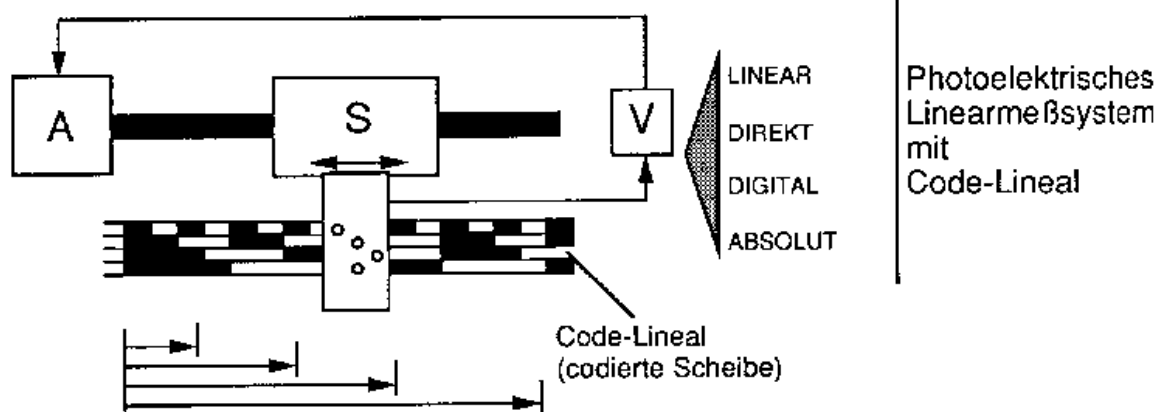 A
S
V
LINEAR
DIREKT
DIGITAL
ABSOLUT
Photoelektrisches
Linearmeßsystem
mit
Code-Lineal
Code-Lineal
(codierte Scheibe)